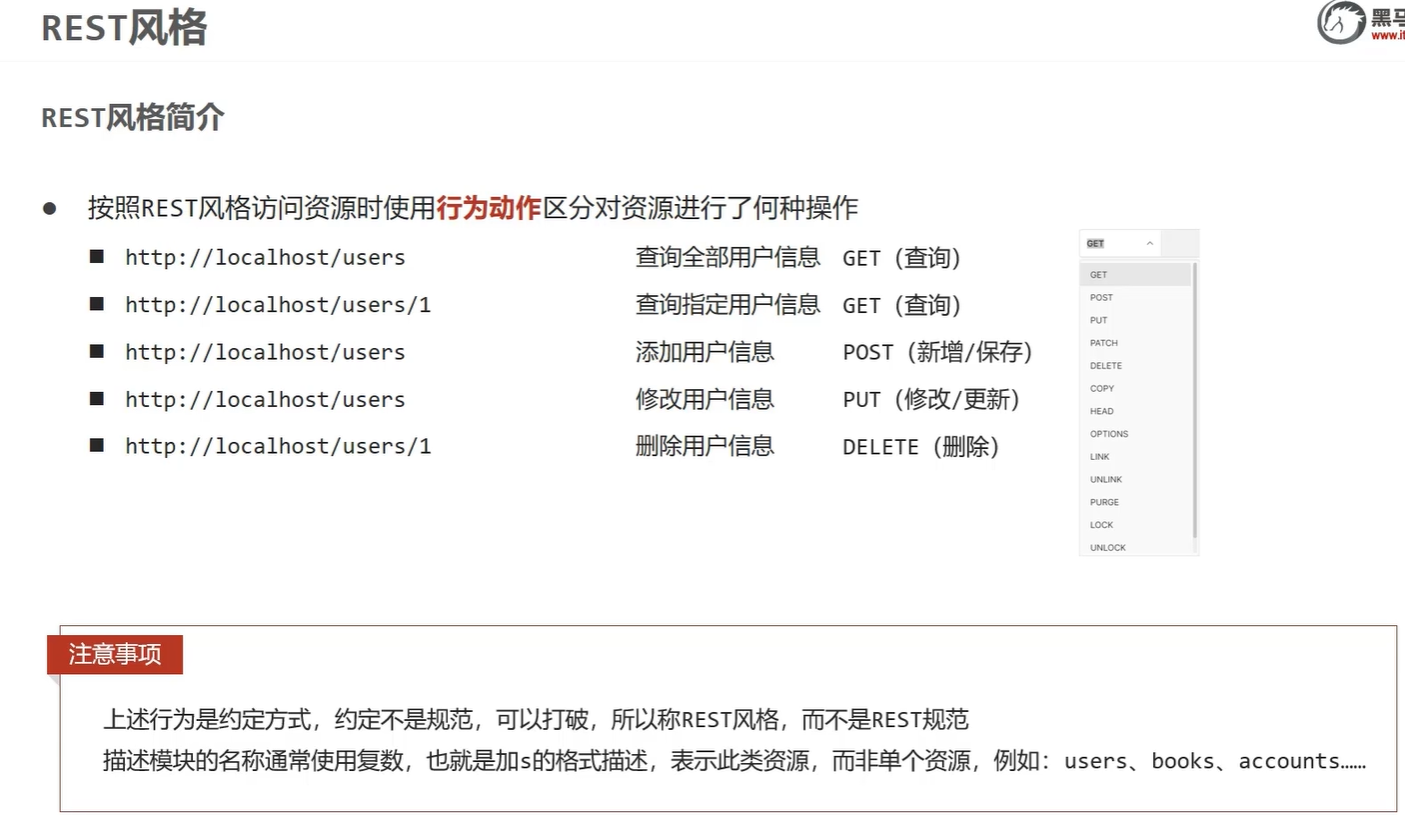 REST风格
黑马
www.it
REST风格简介
● 按照REST风格访问资源时使用行为动作区分对资源进行了何种操作
■ http://localhost/users 查询全部用户信息 GET（查询）
■ http://localhost/users/1 查询指定用户信息 GET（查询）
■ http://localhost/users 添加用户信息 POST（新增/保存）
■ http://localhost/users 修改用户信息 PUT（修改/更新）
■ http://localhost/users/1 删除用户信息 DELETE（删除）
GET
GET
POST
PUT
PATCH
DELETE
COPY
HEAD
OPTIONS
LINK
UNLINK
PURGE
LOCK
UNLOCK
注意事项
上述行为是约定方式，约定不是规范，可以打破，所以称REST风格，而不是REST规范
描述模块的名称通常使用复数，也就是加s的格式描述，表示此类资源，而非单个资源，例如：users、books、accounts……